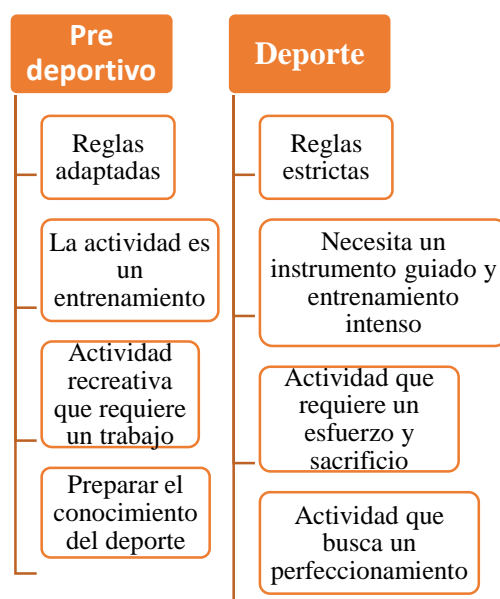 Pre
deportivo
Reglas
adaptadas
La actividad es
un
entrenamiento
Actividad
recreativa
que requiere
un trabajo
Preparar el
conocimiento
del deporte
Deporte
Reglas
estrictas
Necesita un
instrumento guiado y
entrenamiento
intenso
Actividad que
requiere un
esfuerzo y
sacrificio
Actividad que
busca un
perfeccionamiento